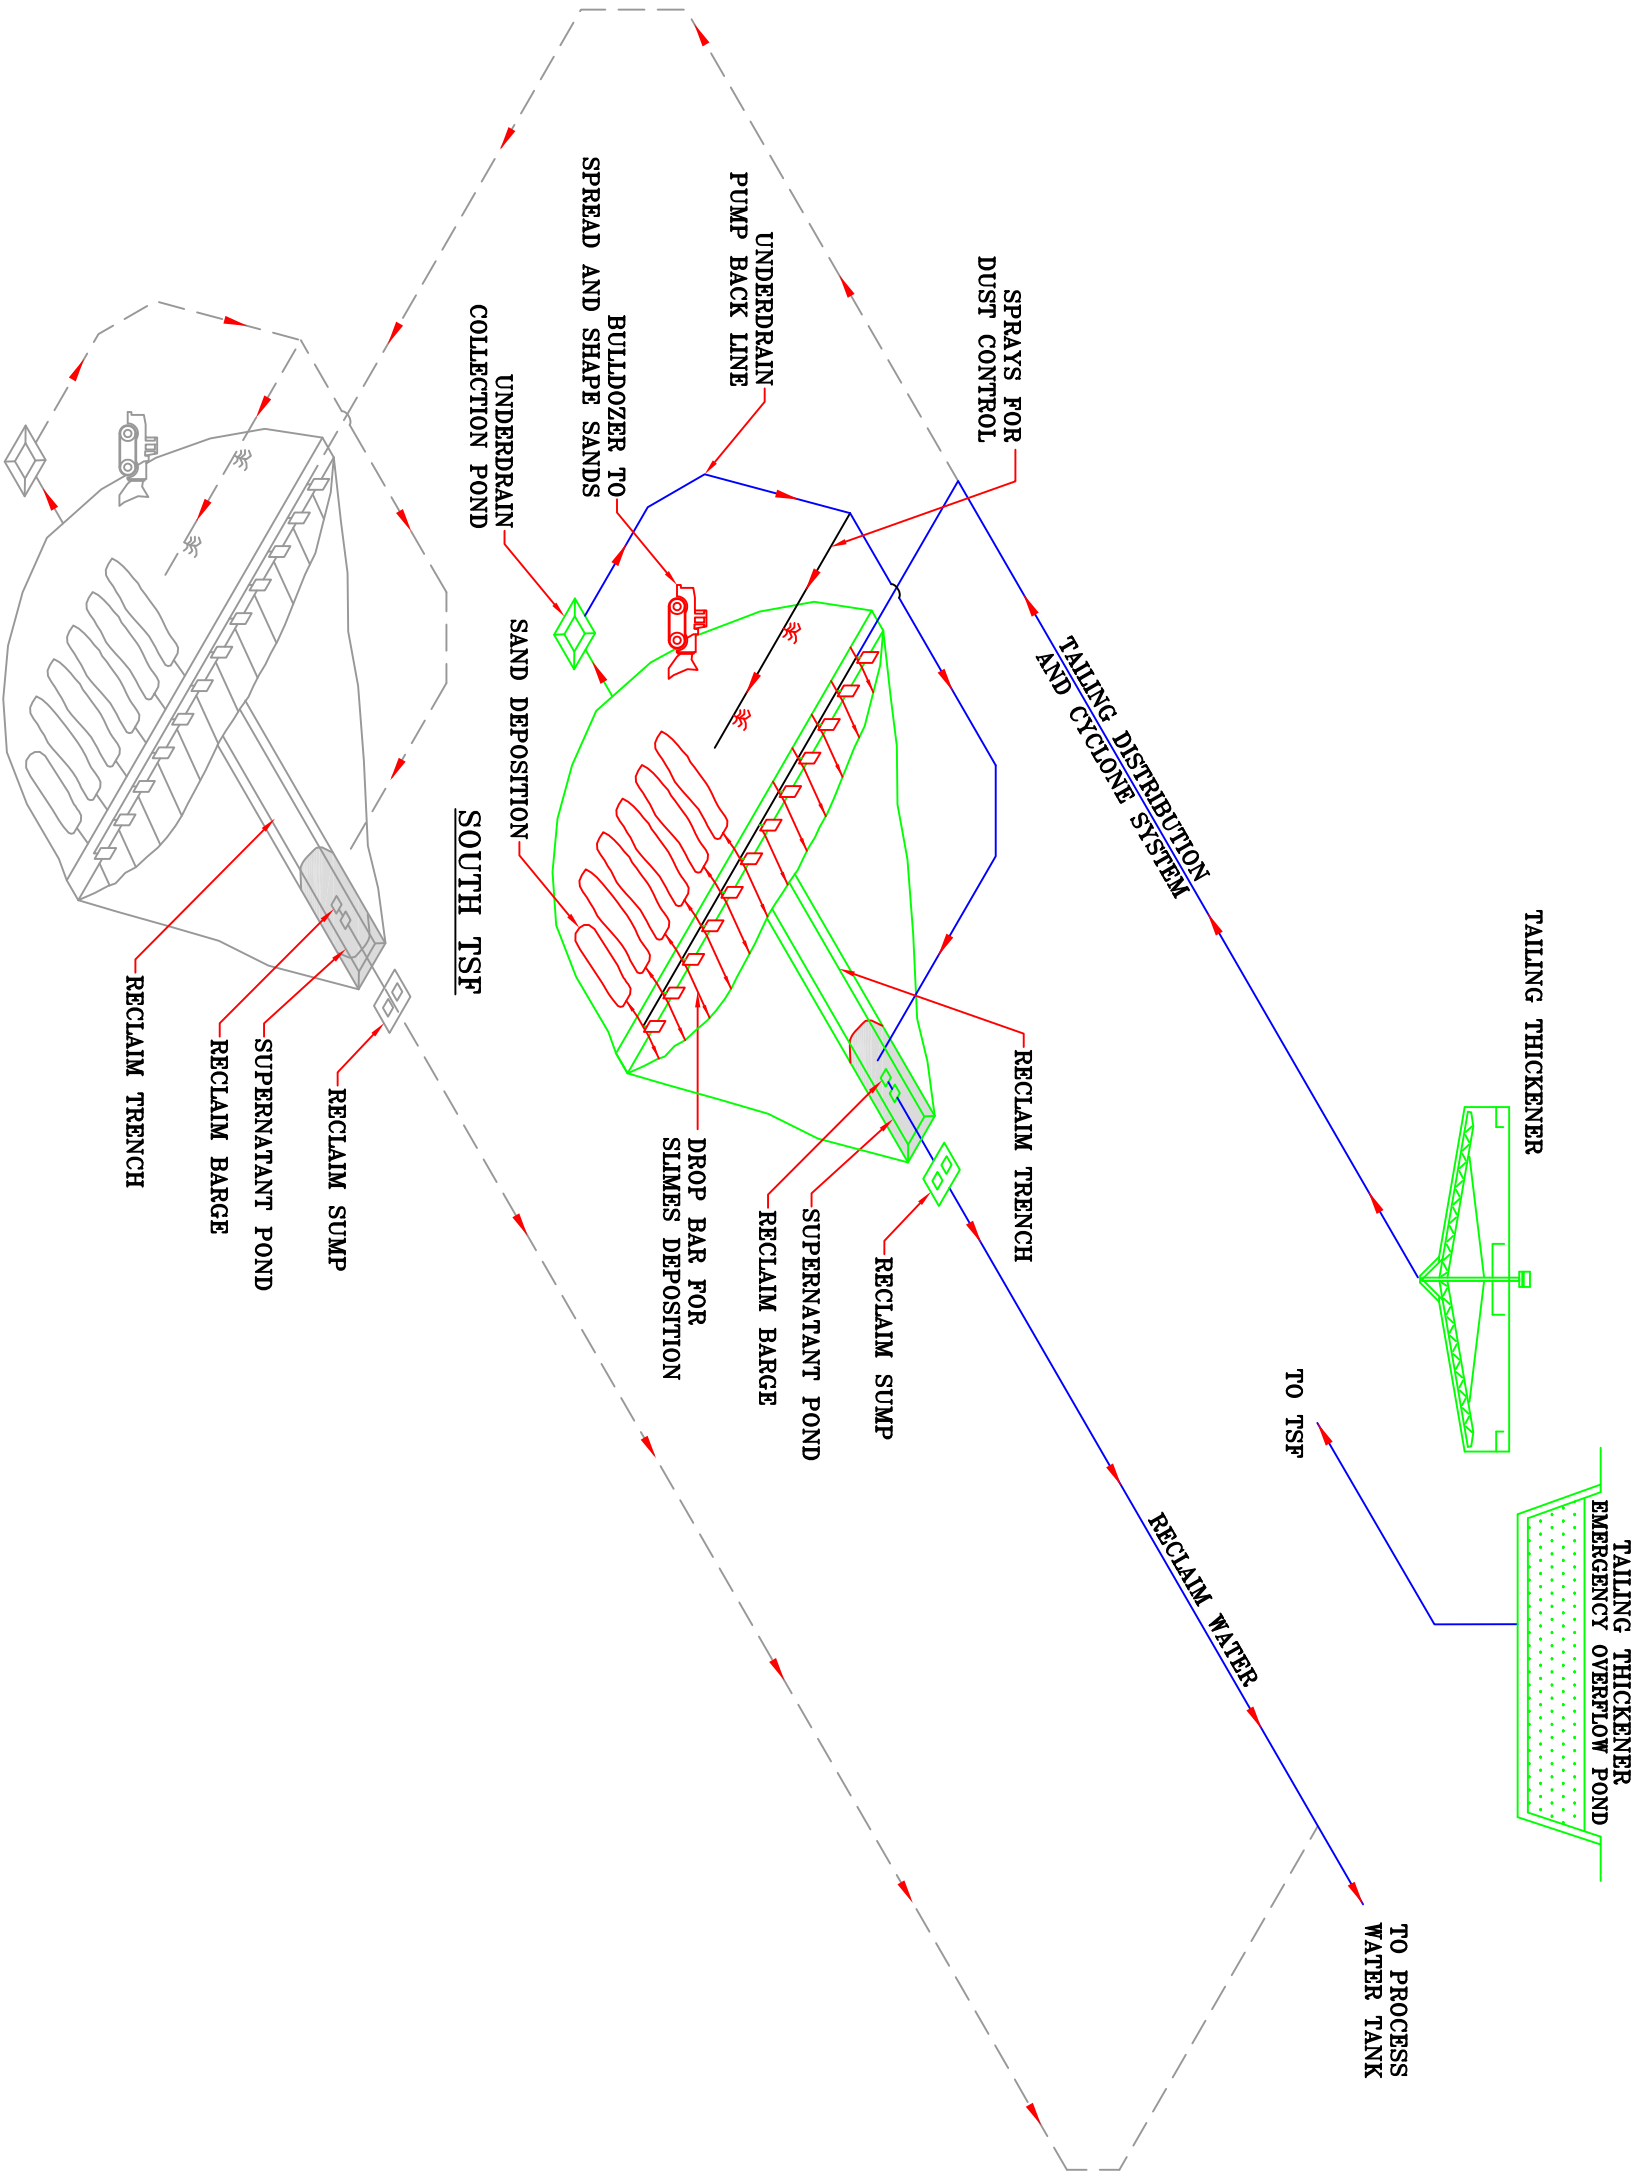 TAILING THICKENER
EMERGENCY OVERFLOW POND
TAILING THICKENER
TO TSF
TO PROCESS
WATER TANK
TAILING DISTRIBUTION
AND CYCLONE SYSTEM
RECLAIM WATER
SPRAYS FOR
DUST CONTROL
RECLAIM TRENCH
RECLAIM SUMP
SUPERNATANT POND
RECLAIM BARGE
UNDERDRAIN
PUMP BACK LINE
DROP BAR FOR
SLIMES DEPOSITION
BULLDOZER TO
SPREAD AND SHAPE SANDS
SAND DEPOSITION
UNDERDRAIN
COLLECTION POND
SOUTH TSF
RECLAIM SUMP
SUPERNATANT POND
RECLAIM BARGE
RECLAIM TRENCH